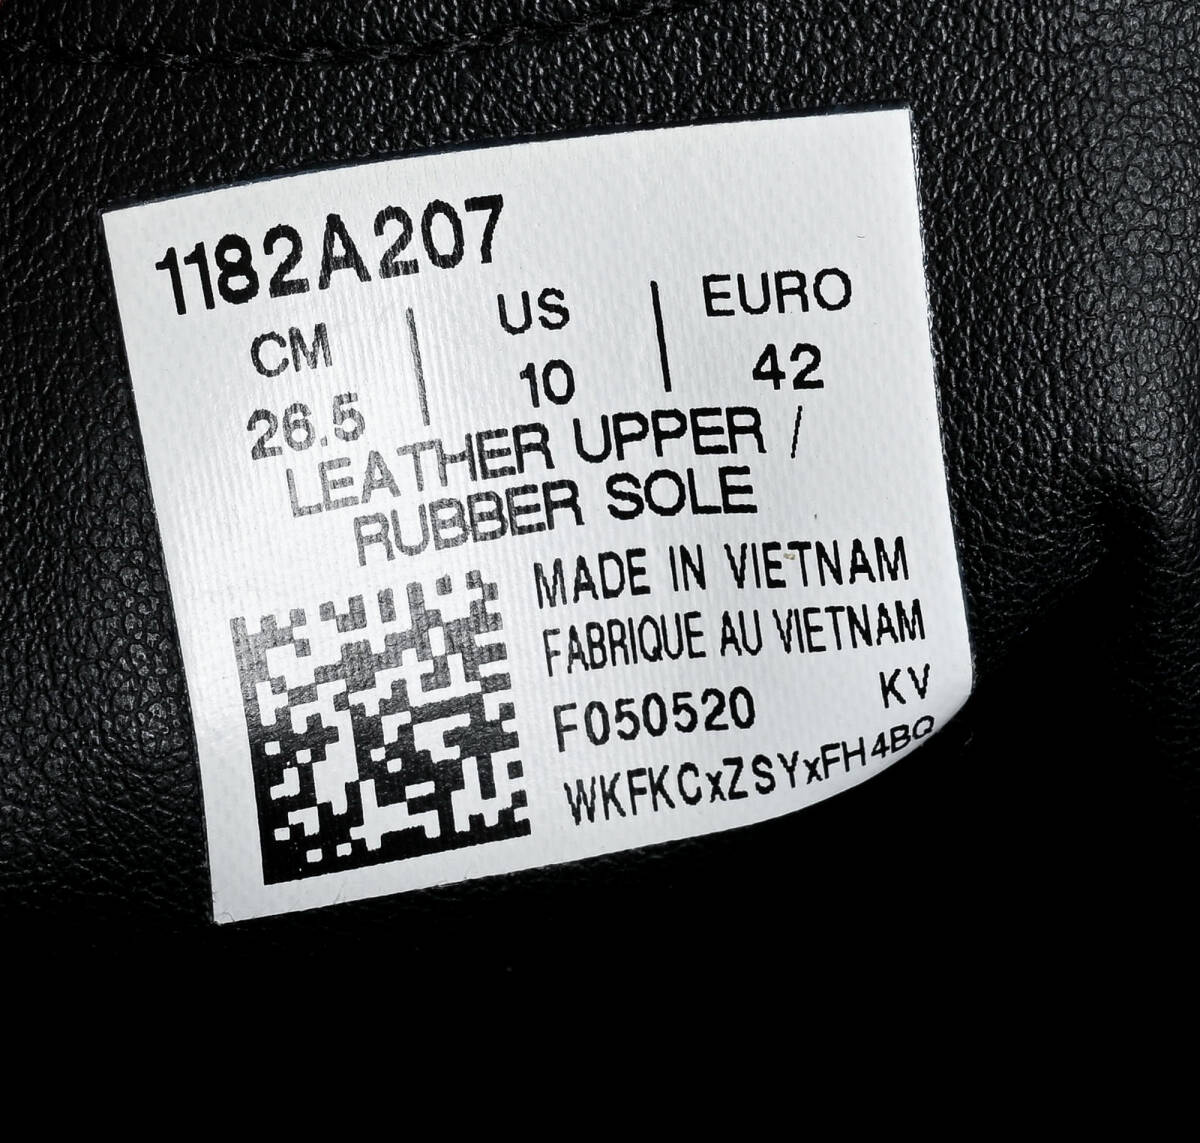 1182A207
CM | US | EURO
26.5 | 10 | 42
LEATHER UPPER /
RUBBER SOLE
MADE IN VIETNAM
FABRIQUE AU VIETNAM
F050520 KV
WKFKCxZSYxFH4BQ